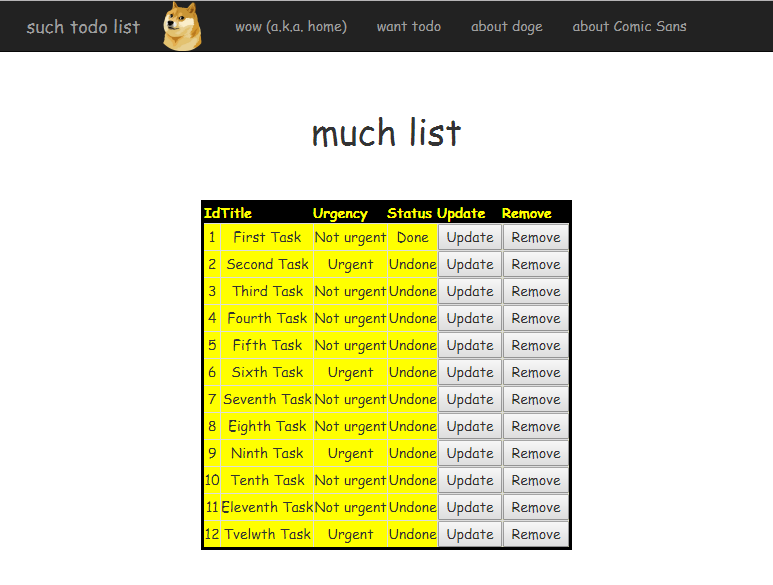 such todo list wow (a.k.a. home) want todo about doge about Comic Sans
much list
Id Title Urgency Status Update Remove
1 First Task Not urgent Done Update Remove
2 Second Task Urgent Undone Update Remove
3 Third Task Not urgent Undone Update Remove
4 Fourth Task Not urgent Undone Update Remove
5 Fifth Task Not urgent Undone Update Remove
6 Sixth Task Urgent Undone Update Remove
7 Seventh Task Not urgent Undone Update Remove
8 Eighth Task Not urgent Undone Update Remove
9 Ninth Task Urgent Undone Update Remove
10 Tenth Task Not urgent Undone Update Remove
11 Eleventh Task Not urgent Undone Update Remove
12 Tvelwth Task Urgent Undone Update Remove